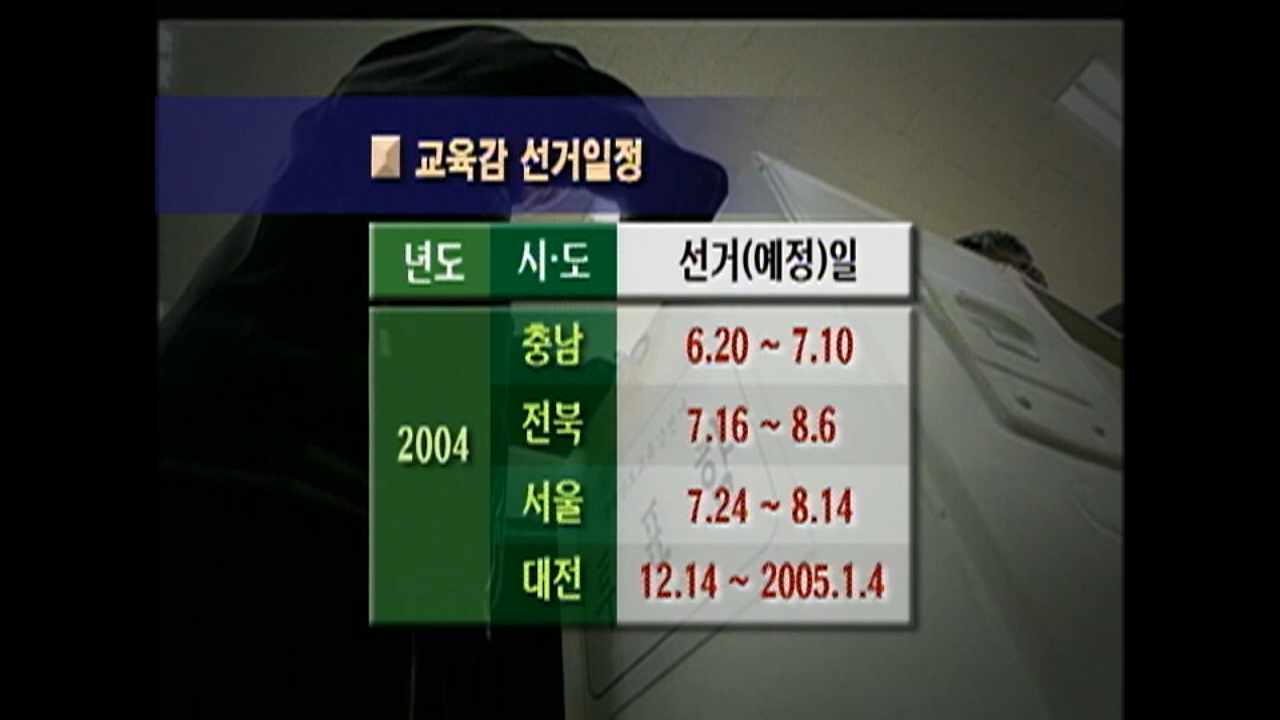 교육감 선거일정
년도 시·도 선거(예정)일
2004
충남 6.20 ~ 7.10
전북 7.16 ~ 8.6
서울 7.24 ~ 8.14
대전 12.14 ~ 2005.1.4